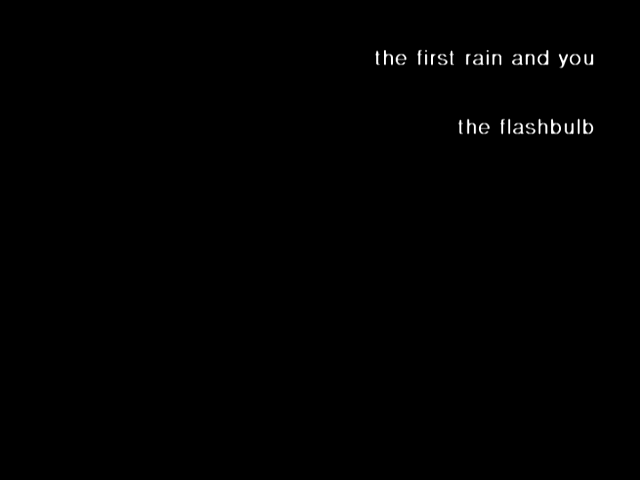 the first rain and you
the flashbulb